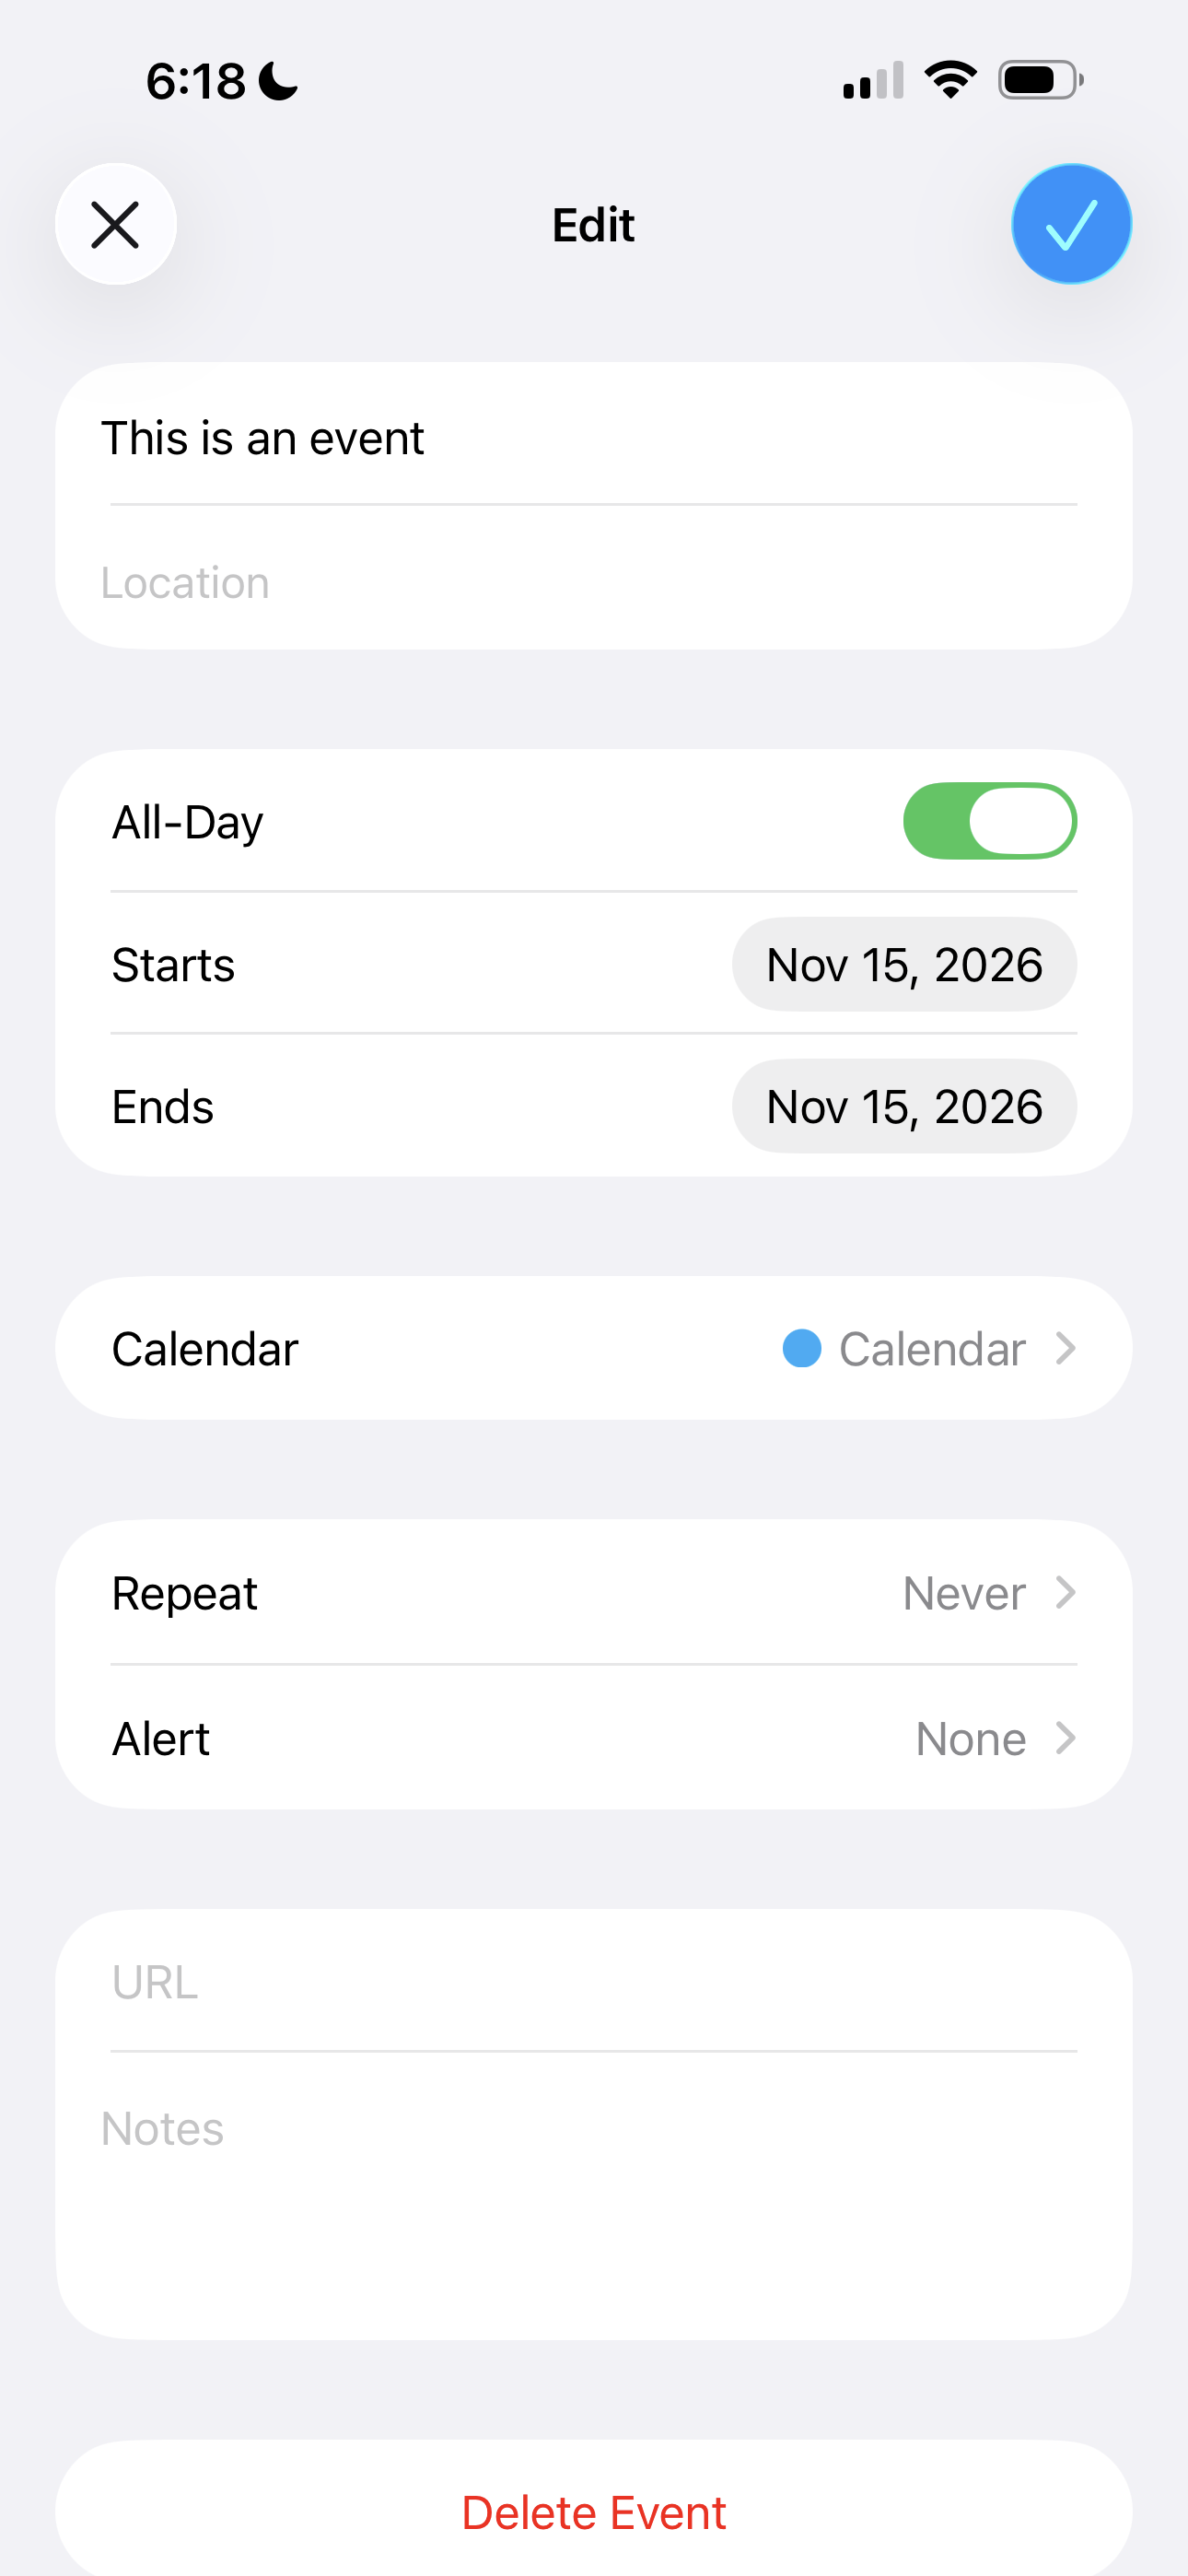 6:18
Edit
This is an event
Location
All-Day
Starts Nov 15, 2026
Ends Nov 15, 2026
Calendar Calendar
Repeat Never
Alert None
URL
Notes
Delete Event